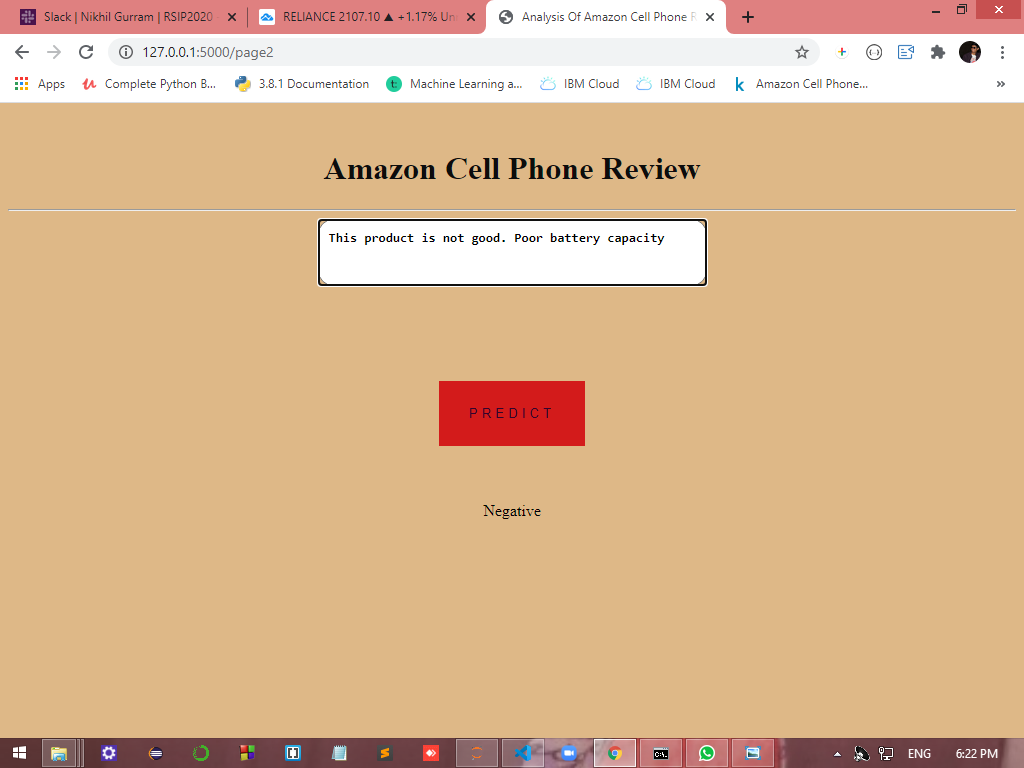 Slack | Nikhil Gurram | RSIP2020
RELIANCE 2107.10 ▲ +1.17% Un
Analysis Of Amazon Cell Phone R
127.0.0.1:5000/page2
Apps
Complete Python B...
3.8.1 Documentation
Machine Learning a...
IBM Cloud
IBM Cloud
Amazon Cell Phone...
»
Amazon Cell Phone Review
This product is not good. Poor battery capacity
PREDICT
Negative
ENG
6:22 PM